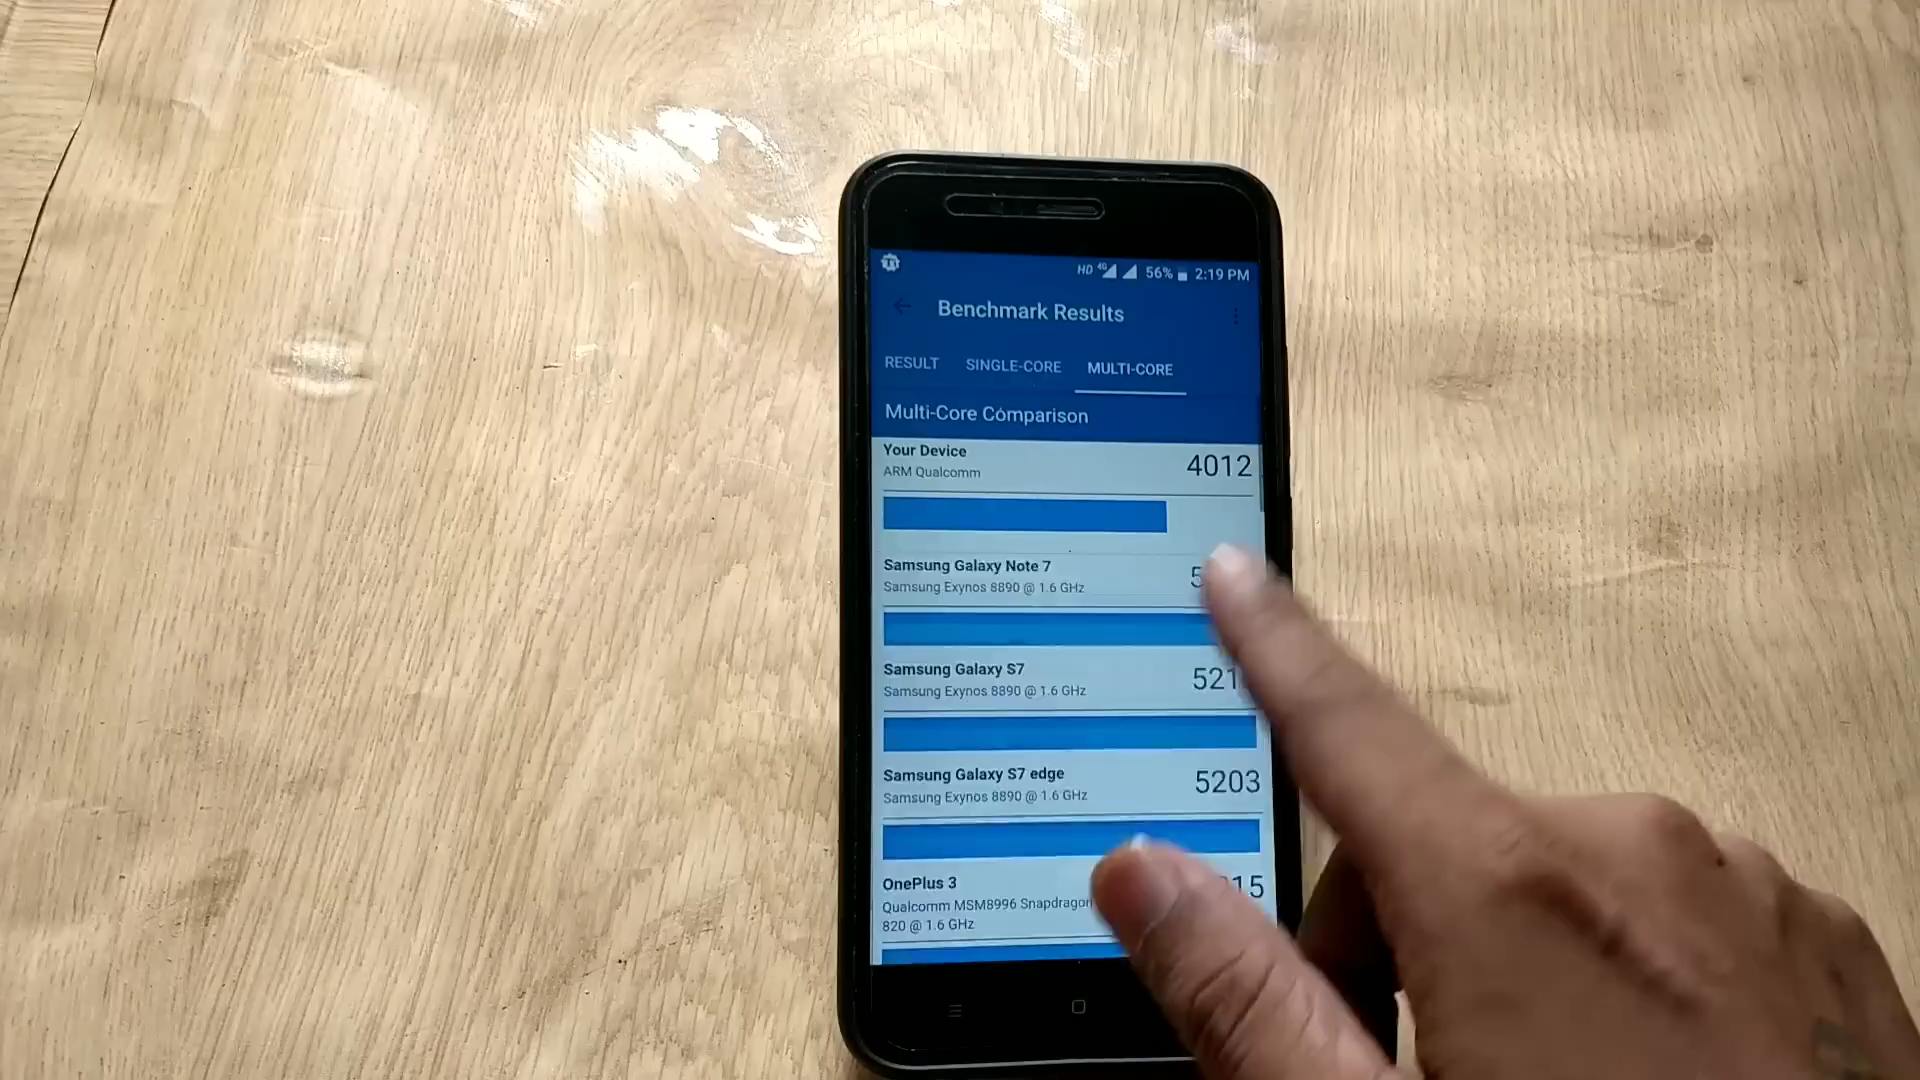 HD 4G 56% 2:19 PM
Benchmark Results
RESULT SINGLE-CORE MULTI-CORE
Multi-Core Comparison
Your Device
ARM Qualcomm
4012
Samsung Galaxy Note 7
Samsung Exynos 8890 @ 1.6 GHz
Samsung Galaxy S7
Samsung Exynos 8890 @ 1.6 GHz
Samsung Galaxy S7 edge
Samsung Exynos 8890 @ 1.6 GHz
5203
OnePlus 3
Qualcomm MSM8996 Snapdragon
820 @ 1.6 GHz